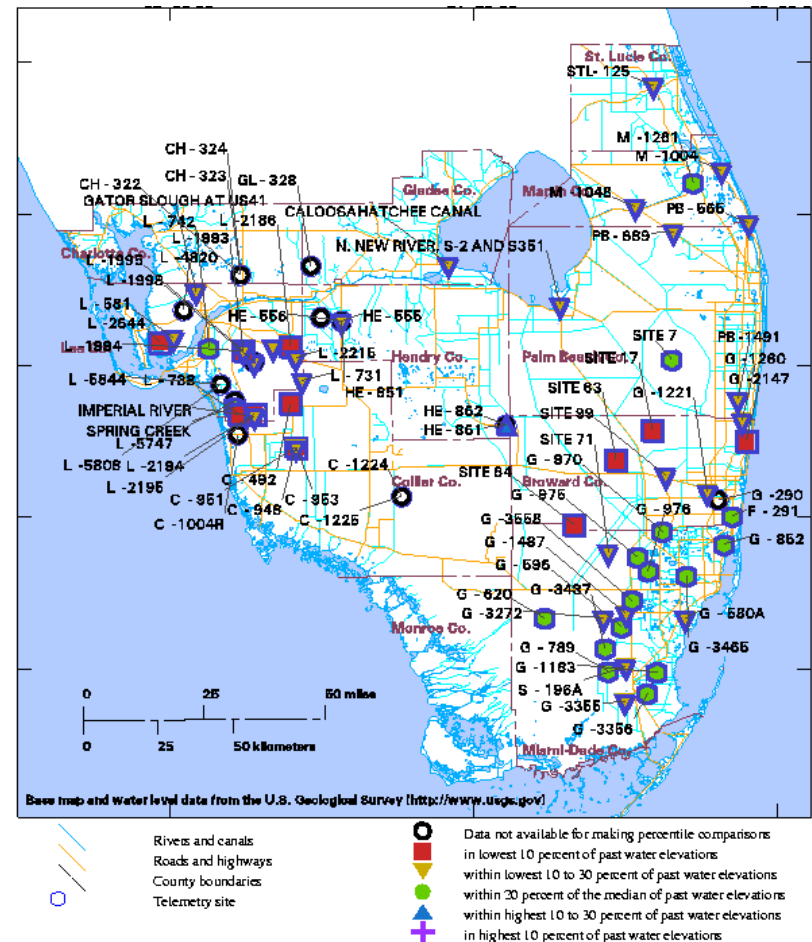 St. Lucie Co.
STL- 125
M -1261
M -1004
CH - 324
CH - 323
GL - 328
CH - 322
GATOR SLOUGH AT US41
Glades Co.
M -1048
L - 742
L -2186
CALOOSAHATCHEE CANAL
PB -566
L -1993
N. NEW RIVER, S-2 AND S351
PB -689
L -1995
L -4820
Charlotte Co.
L -1998
L - 581
L -2644
HE -556
HE -555
L -1994
Lee Co.
L -2215
Hendry Co.
Palm Beach Co.
SITE 7
SITE 17
PB-1491
G -1260
G -2147
L -5844
L - 738
L - 731
HE -851
SITE 63
G -1221
IMPERIAL RIVER
HE -862
SITE 99
SPRING CREEK
HE -861
SITE 71
L -5747
G -970
L -5808
L -2194
C -1224
SITE 64
L -2195
C - 492
Collier Co.
Broward Co.
C - 951
C - 953
G -975
G -976
G -290
C - 948
F - 291
C -1004R
C -1225
G -3558
G - 852
G -1487
G - 596
G -3437
G - 620
G -3272
G - 580A
Monroe Co.
G -789
G -3465
G -1183
S - 196A
G -3355
G -3356
Miami-Dade Co.
0 25 50 miles
0 25 50 kilometers
Base map and water level data from the U.S. Geological Survey (http://www.usgs.gov)
Rivers and canals
Roads and highways
County boundaries
Telemetry site
Data not available for making percentile comparisons
in lowest 10 percent of past water elevations
within lowest 10 to 30 percent of past water elevations
within 20 percent of the median of past water elevations
within highest 10 to 30 percent of past water elevations
in highest 10 percent of past water elevations